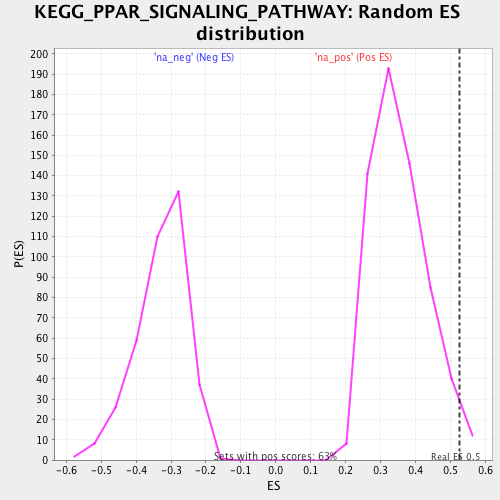 KEGG_PPAR_SIGNALING_PATHWAY: Random ES
distribution
'na_neg' (Neg ES)
'na_pos' (Pos ES)
200
190
180
170
160
150
140
130
120
110
100
90
80
70
60
50
40
30
20
10
0
P(ES)
Sets with pos scores: 63%
Real ES 0.5
-0.6 -0.5 -0.4 -0.3 -0.2 -0.1 0.0 0.1 0.2 0.3 0.4 0.5 0.6
ES